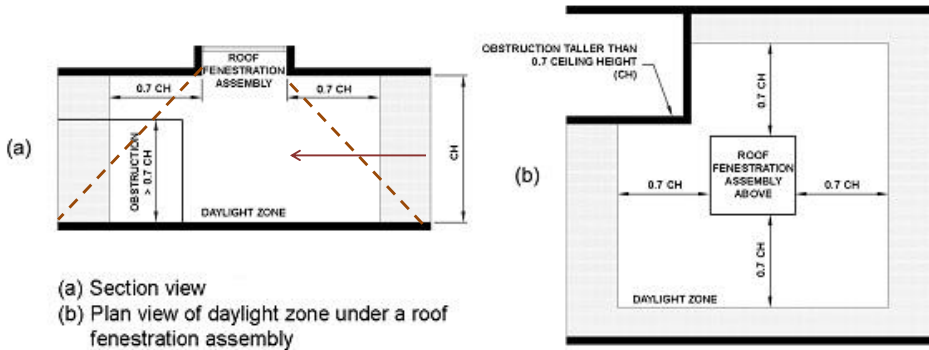 ROOF
FENESTRATION
ASSEMBLY
0.7 CH
0.7 CH
(a)
OBSTRUCTION
> 0.7 CH
CH
DAYLIGHT ZONE
(a) Section view
(b) Plan view of daylight zone under a roof
fenestration assembly
OBSTRUCTION TALLER THAN
0.7 CEILING HEIGHT
(CH)
0.7 CH
(b)
ROOF
FENESTRATION
ASSEMBLY
ABOVE
0.7 CH
0.7 CH
0.7 CH
DAYLIGHT ZONE